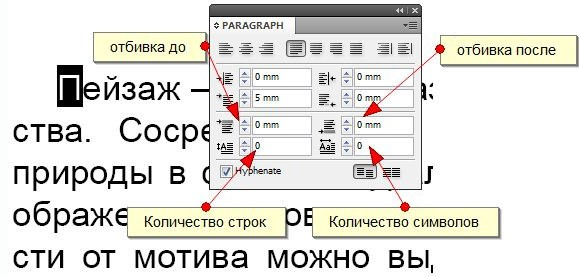 PARAGRAPH
отбивка до
отбивка после
0 mm
0 mm
5 mm
0 mm
0 mm
0 mm
0
0
Hyphenate
Количество строк
Количество символов
Пейзаж —
ства. Сосре
природы в с
ображе
сти от мотива можно вы